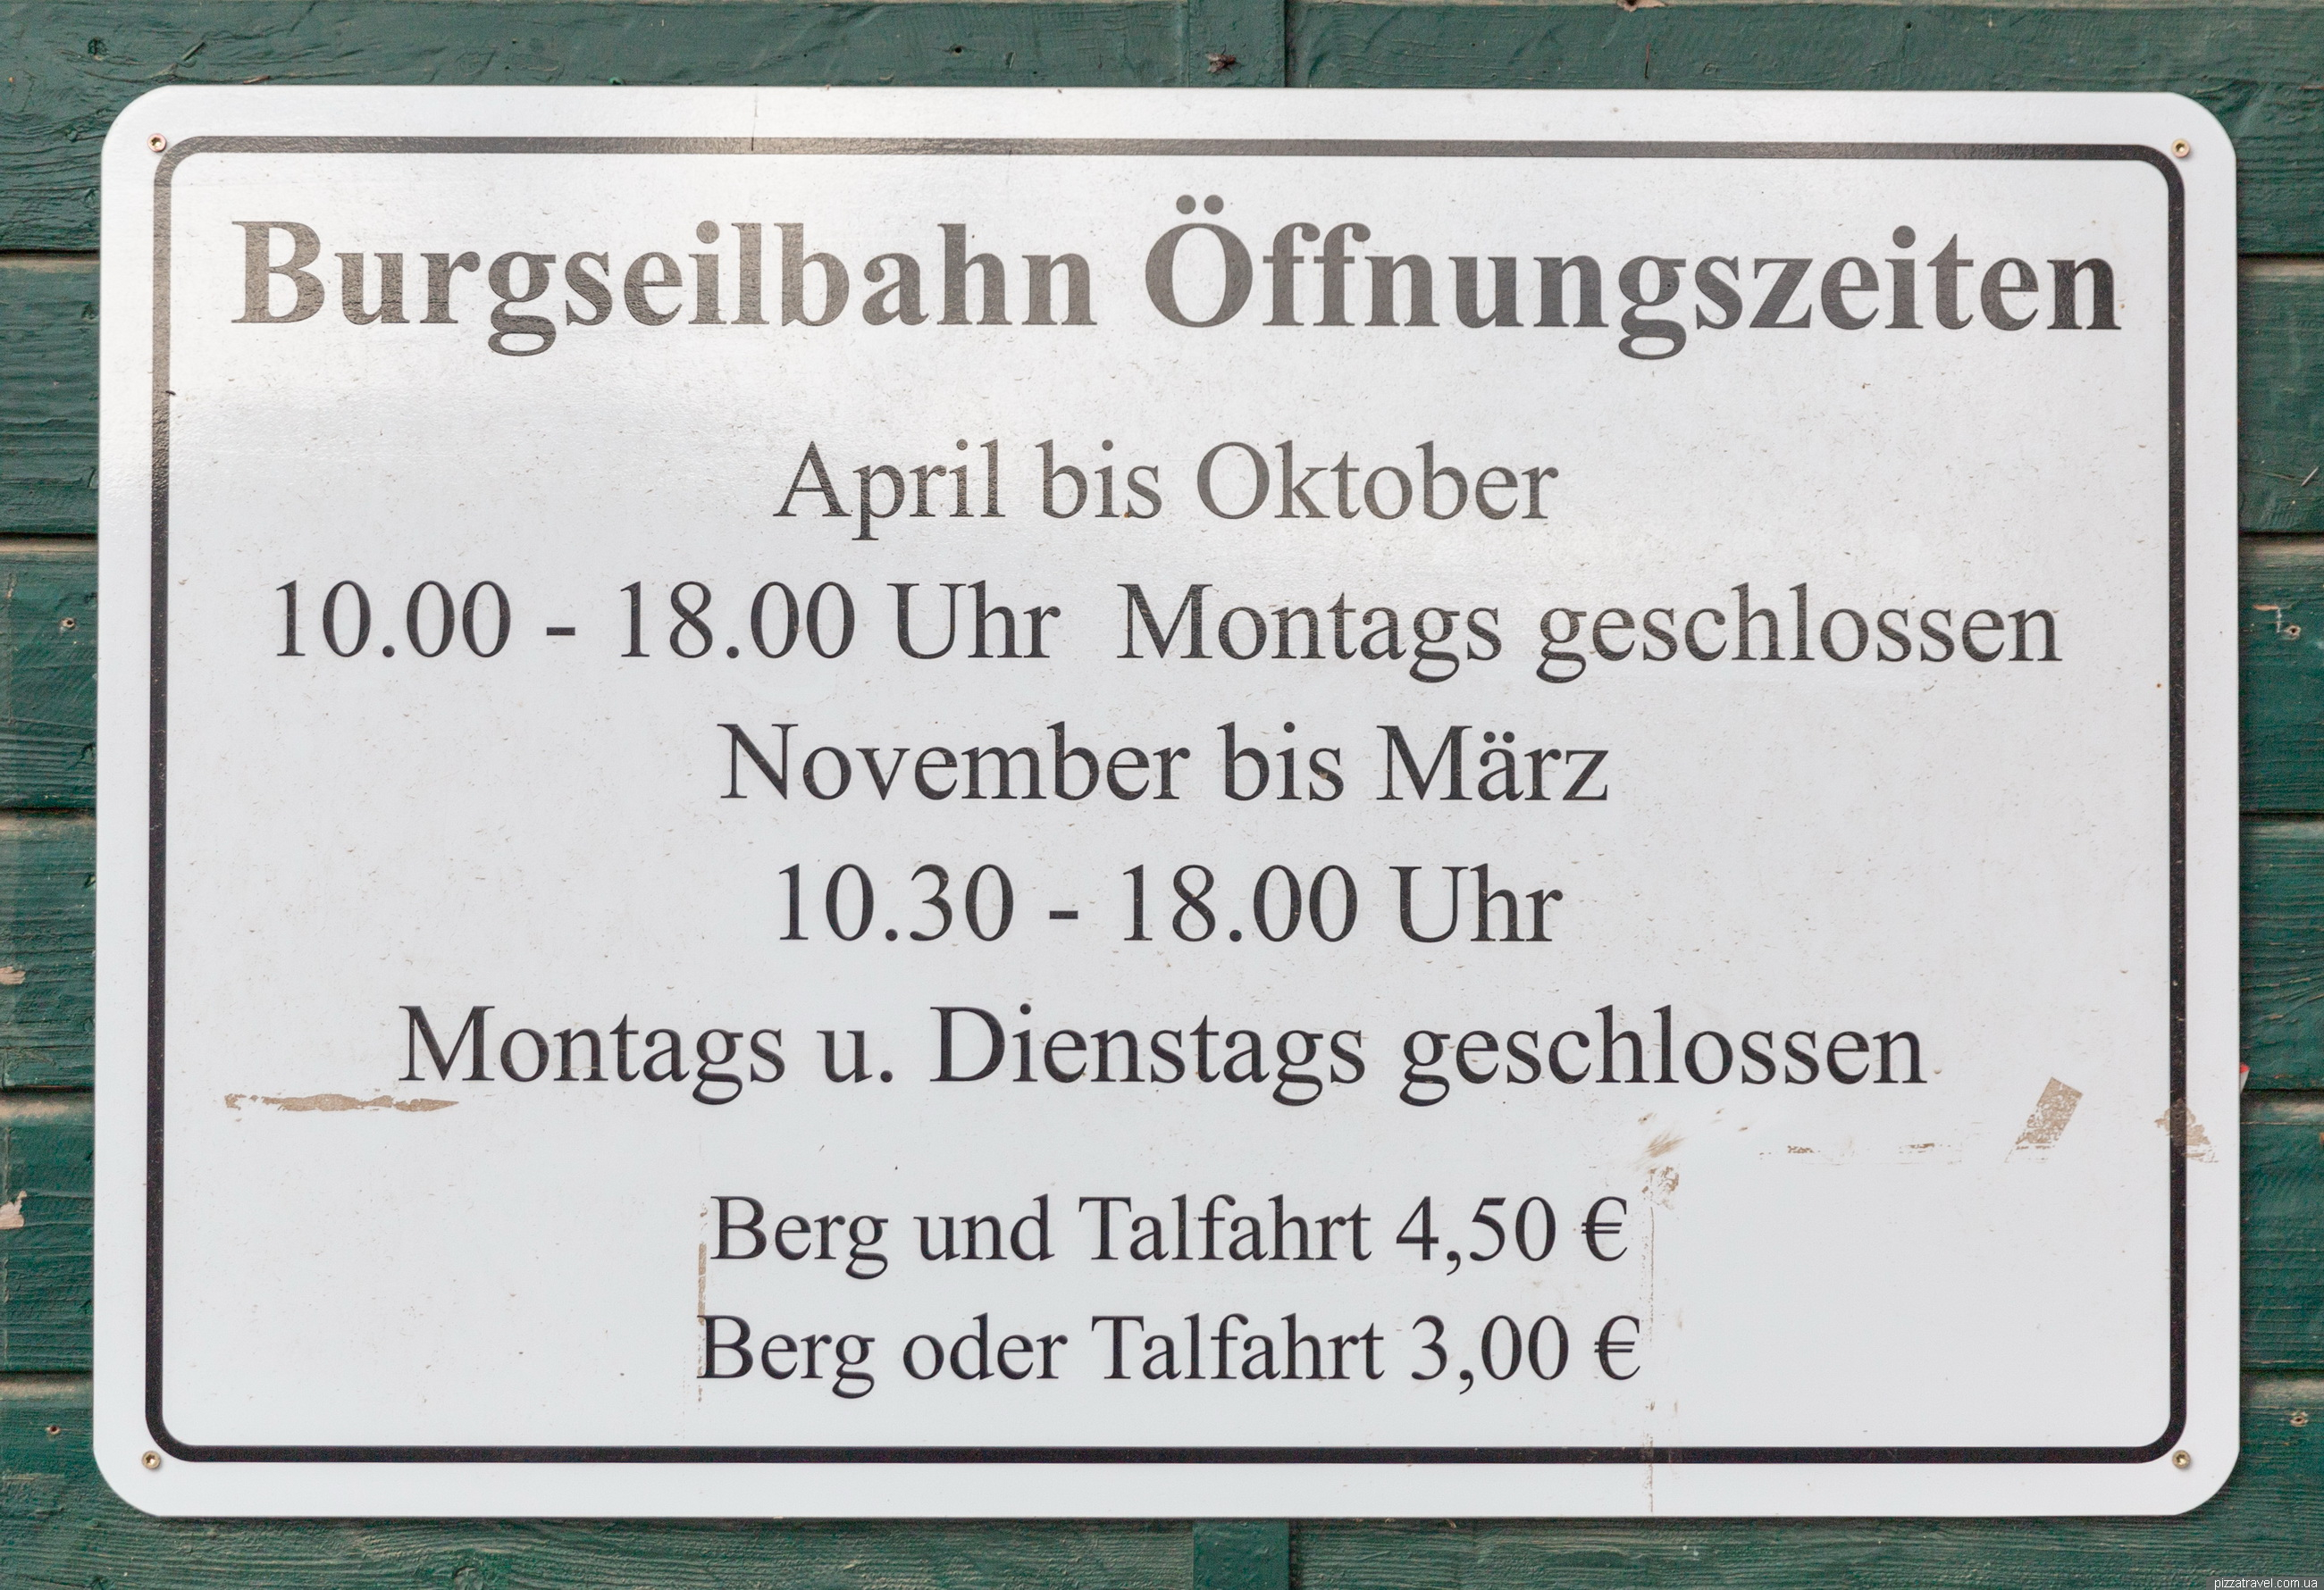 Burgseilbahn Öffnungszeiten
April bis Oktober
10.00 - 18.00 Uhr Montags geschlossen
November bis März
10.30 - 18.00 Uhr
Montags u. Dienstags geschlossen
Berg und Talfahrt 4,50 €
Berg oder Talfahrt 3,00 €
pizzatravel.com.ua